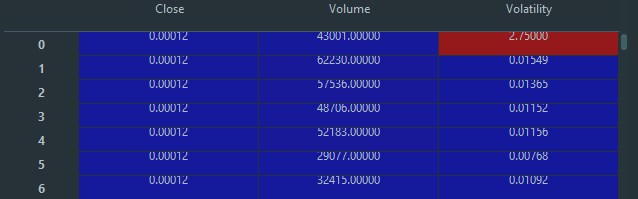 Close Volume Volatility
0 0.00012 43001.00000 2.75000
1 0.00012 62230.00000 0.01549
2 0.00012 57536.00000 0.01365
3 0.00012 48706.00000 0.01152
4 0.00012 52183.00000 0.01156
5 0.00012 29077.00000 0.00768
6 0.00012 32415.00000 0.01092